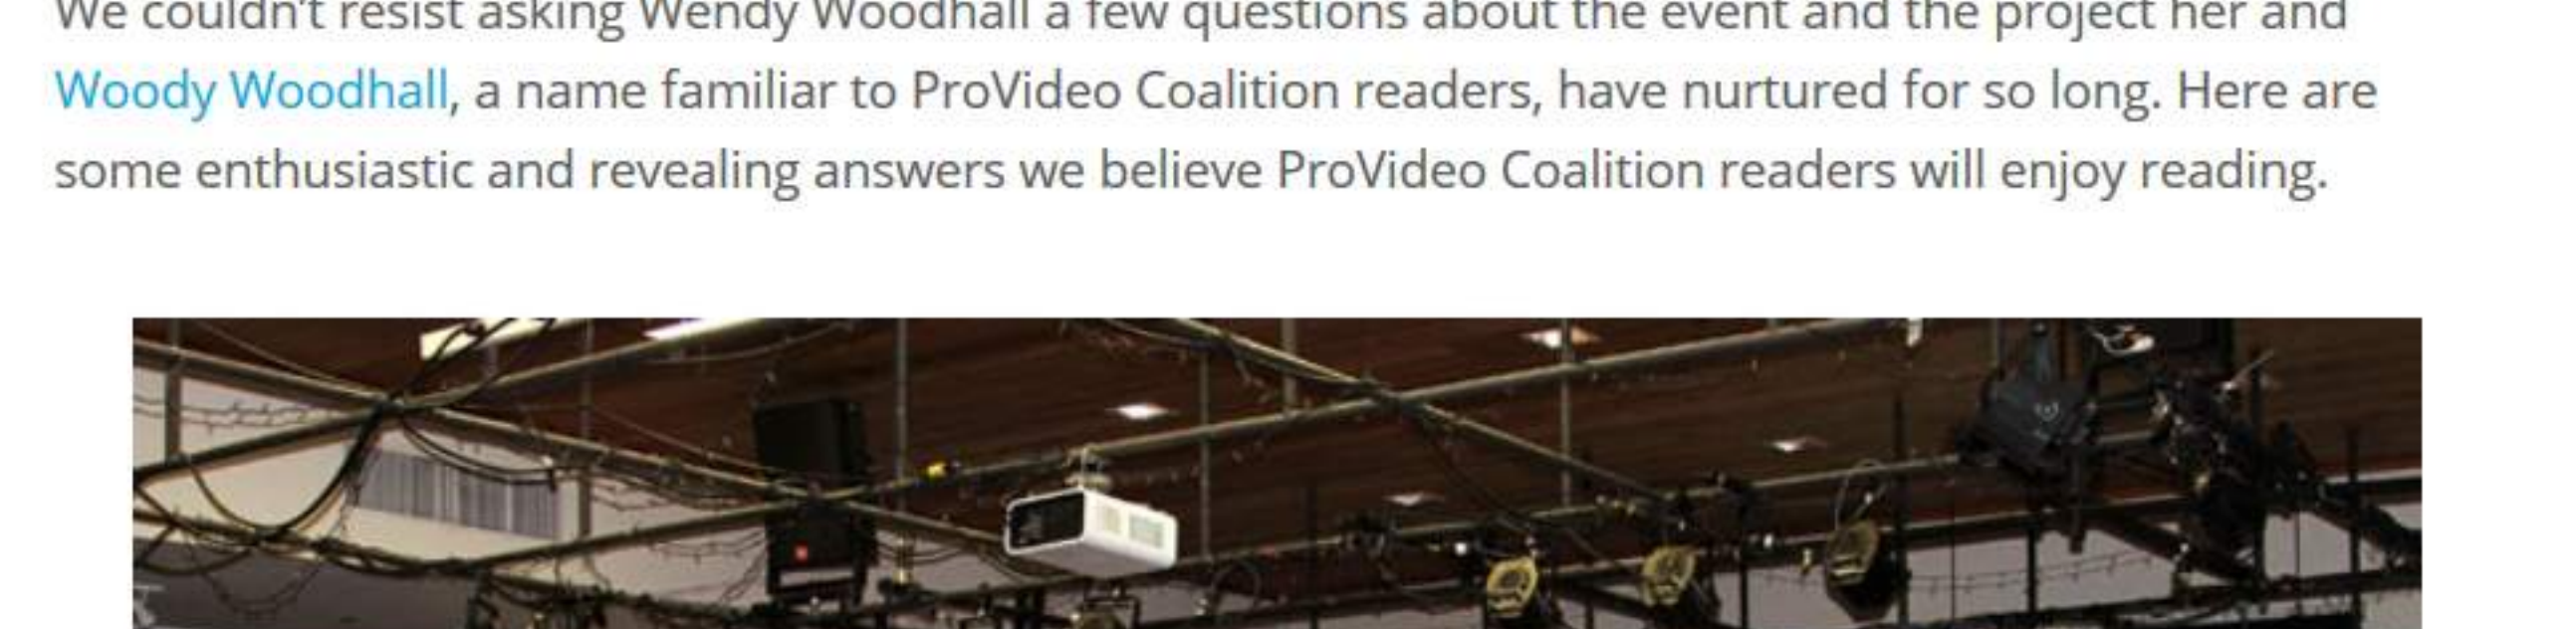 We couldn't resist asking Wendy Woodhall a few questions about the event and the project her and
Woody Woodhall, a name familiar to ProVideo Coalition readers, have nurtured for so long. Here are
some enthusiastic and revealing answers we believe ProVideo Coalition readers will enjoy reading.